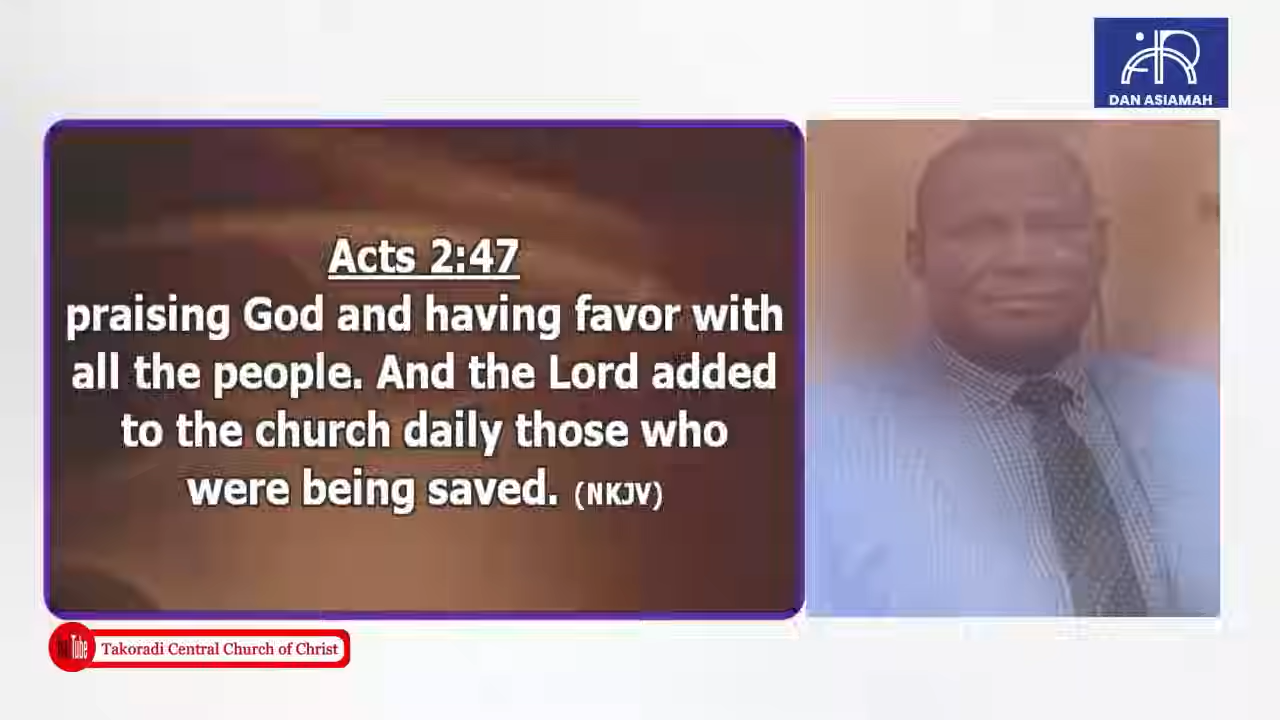 DAN ASIAMAH
Acts 2:47
praising God and having favor with
all the people. And the Lord added
to the church daily those who
were being saved. (NKJV)
Takoradi Central Church of Christ